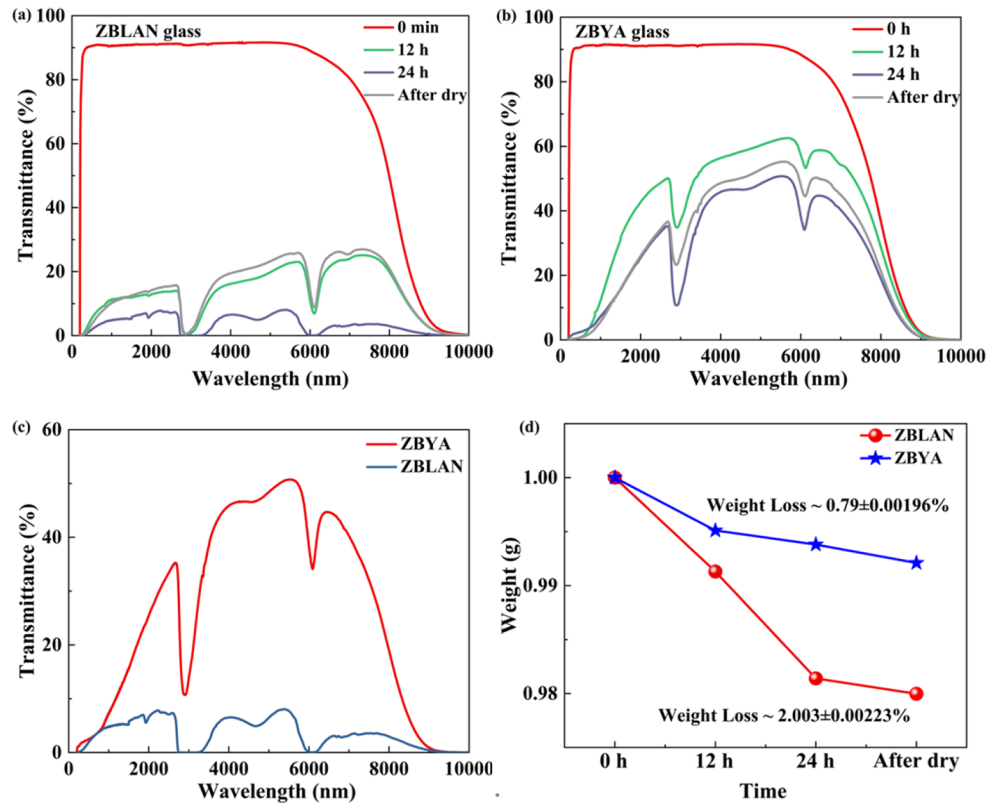 (a)
ZBLAN glass
0 min
12 h
24 h
After dry
100
80
60
40
20
0
Transmittance (%)
0 2000 4000 6000 8000 10000
Wavelength (nm)
(b)
ZBYA glass
0 h
12 h
24 h
After dry
100
80
60
40
20
0
Transmittance (%)
0 2000 4000 6000 8000 10000
Wavelength (nm)
(c)
ZBYA
ZBLAN
60
40
20
0
Transmittance (%)
0 2000 4000 6000 8000 10000
Wavelength (nm)
(d)
ZBLAN
ZBYA
Weight Loss ~ 0.79±0.00196%
Weight Loss ~ 2.003±0.00223%
1.00
0.99
0.98
Weight (g)
0 h 12 h 24 h After dry
Time